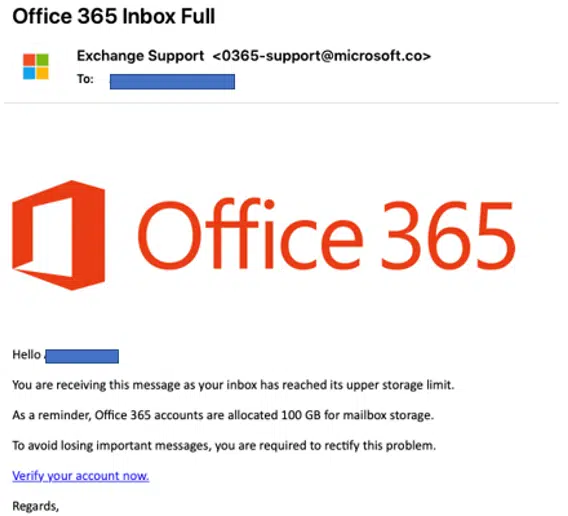 Office 365 Inbox Full
Exchange Support <0365-support@microsoft.co>
To:
Office 365
Hello
You are receiving this message as your inbox has reached its upper storage limit.
As a reminder, Office 365 accounts are allocated 100 GB for mailbox storage.
To avoid losing important messages, you are required to rectify this problem.
Verify your account now.
Regards,